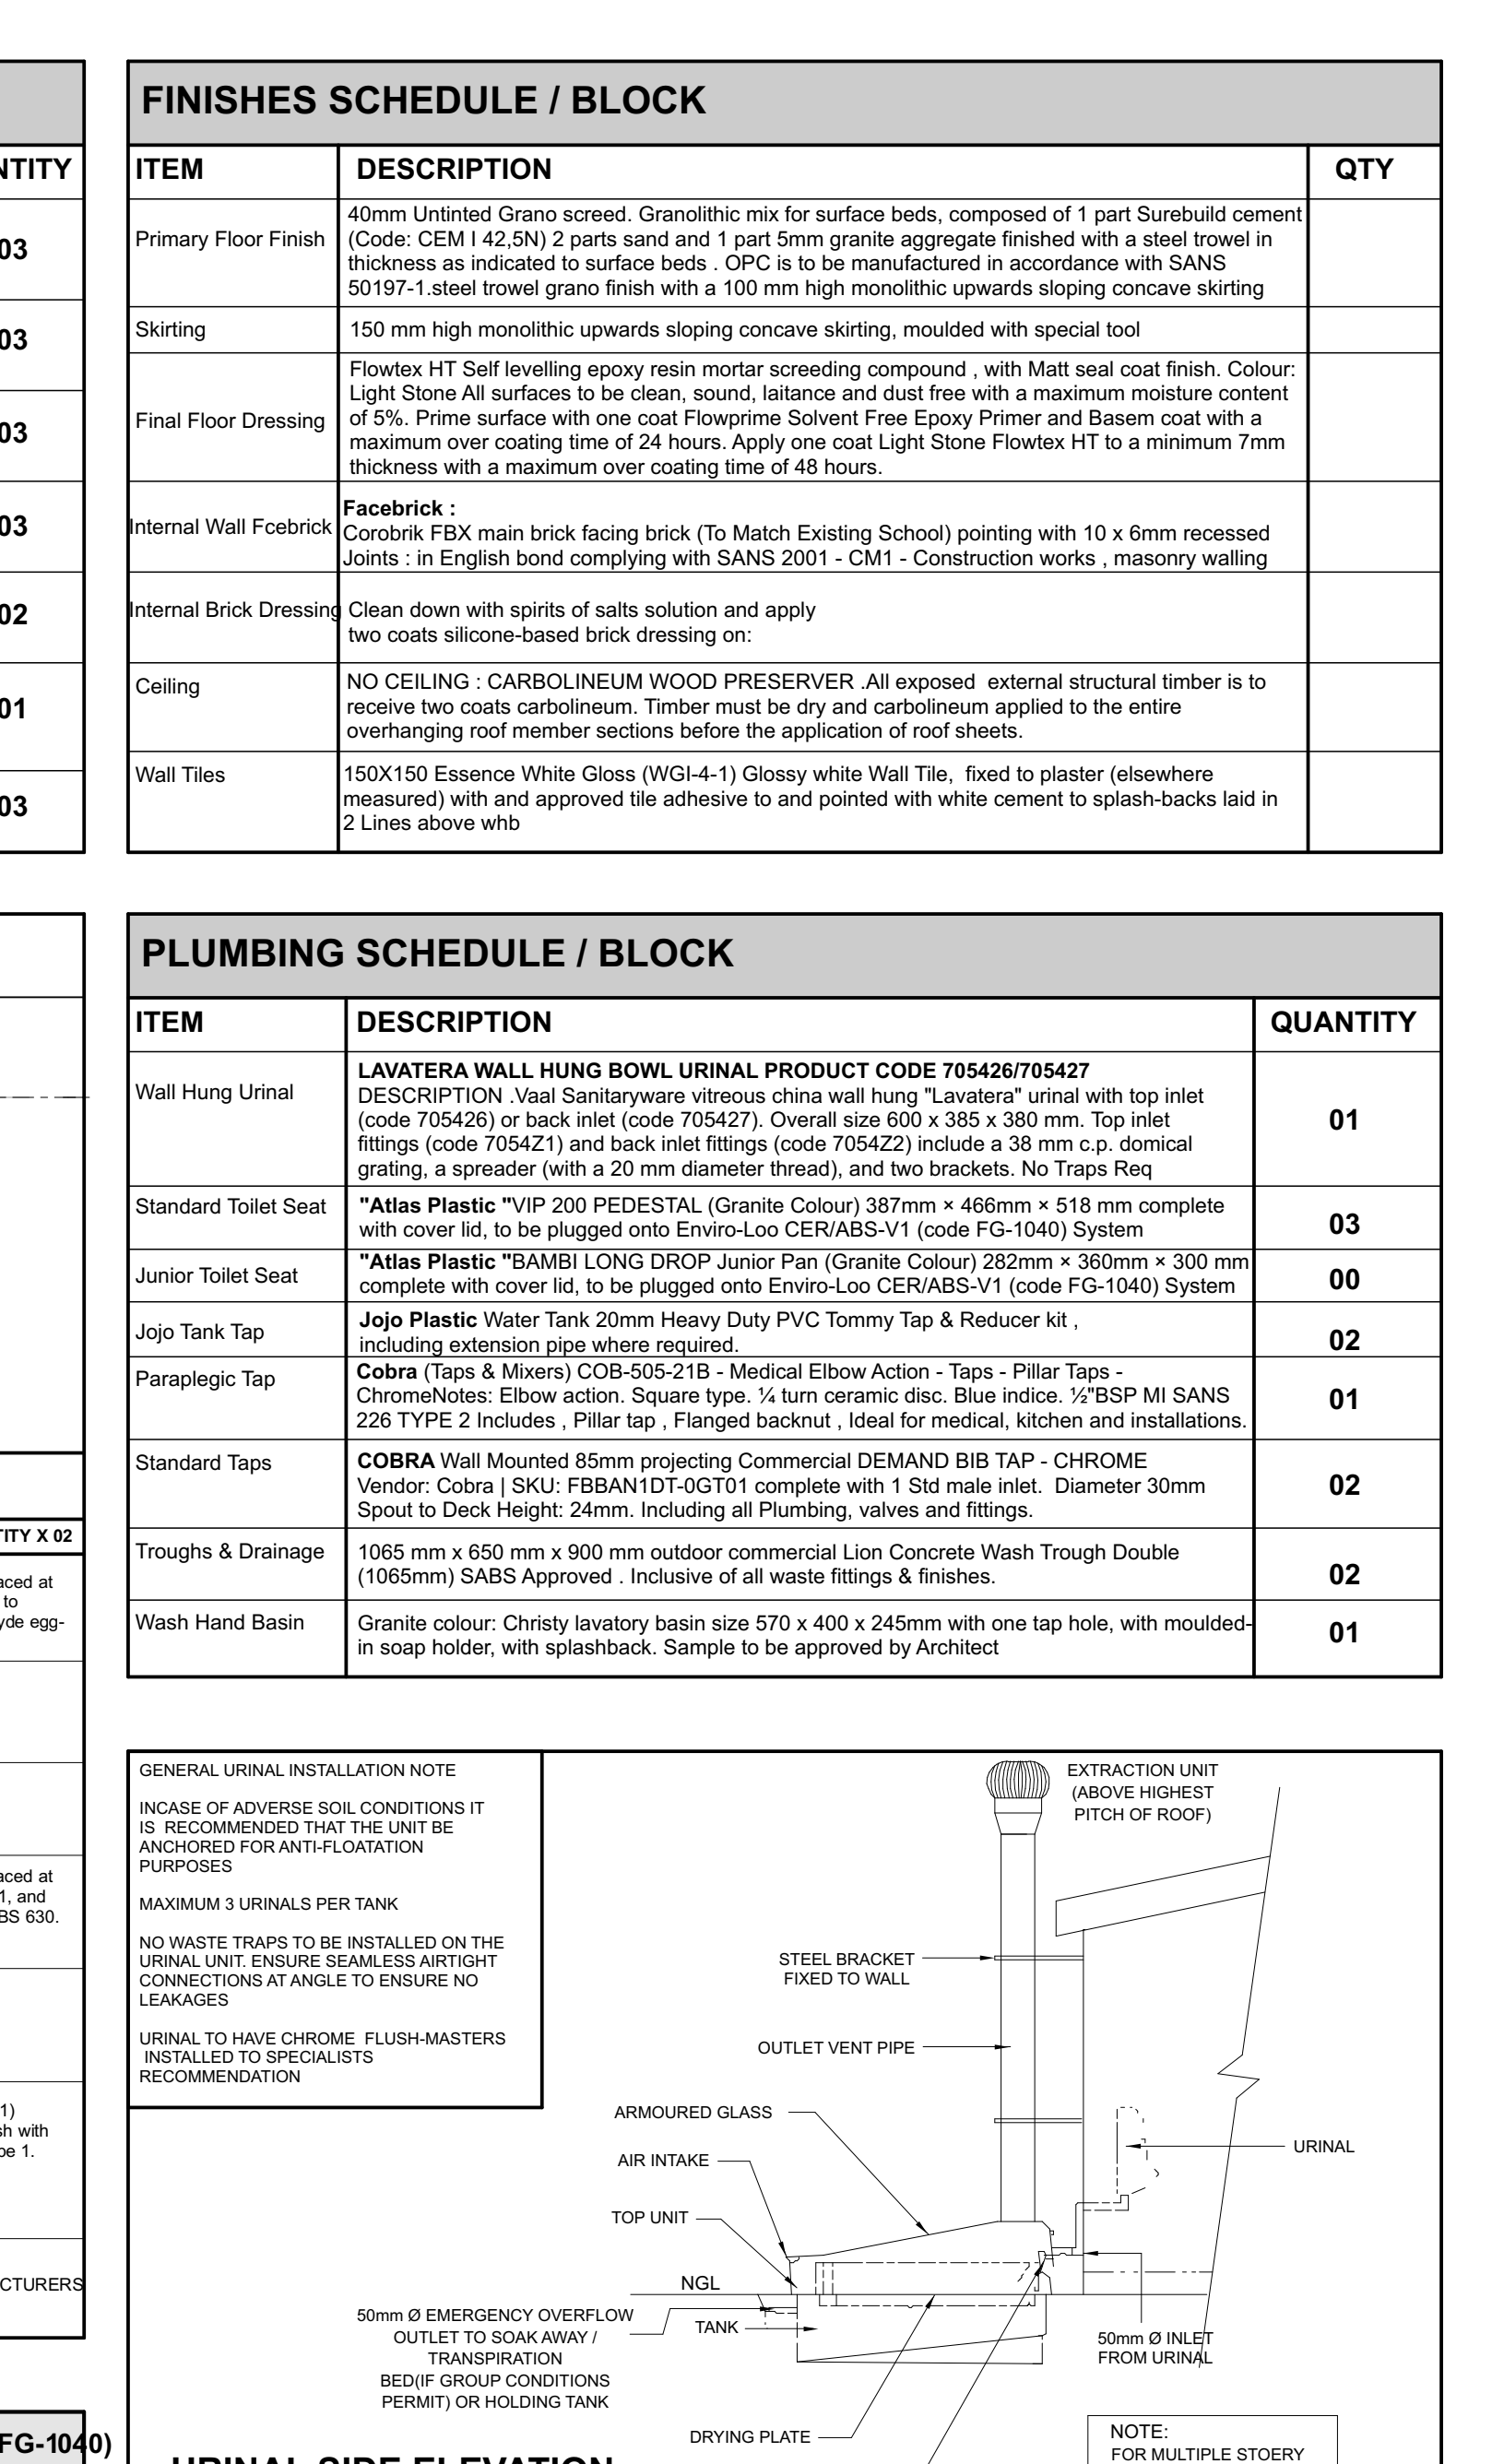 NTITY
03
03
03
03
02
01
03
TITY X 02
aced at
to
yde egg-
aced at
1, and
BS 630.
1)
sh with
pe 1.
CTURERS
FG-1040)
FINISHES SCHEDULE / BLOCK
ITEM DESCRIPTION QTY
Primary Floor Finish
40mm Untinted Grano screed. Granolithic mix for surface beds, composed of 1 part Surebuild cement
(Code: CEM I 42,5N) 2 parts sand and 1 part 5mm granite aggregate finished with a steel trowel in
thickness as indicated to surface beds . OPC is to be manufactured in accordance with SANS
50197-1.steel trowel grano finish with a 100 mm high monolithic upwards sloping concave skirting
Skirting
150 mm high monolithic upwards sloping concave skirting, moulded with special tool
Final Floor Dressing
Flowtex HT Self levelling epoxy resin mortar screeding compound , with Matt seal coat finish. Colour:
Light Stone All surfaces to be clean, sound, laitance and dust free with a maximum moisture content
of 5%. Prime surface with one coat Flowprime Solvent Free Epoxy Primer and Basem coat with a
maximum over coating time of 24 hours. Apply one coat Light Stone Flowtex HT to a minimum 7mm
thickness with a maximum over coating time of 48 hours.
Internal Wall Fcebrick
Facebrick :
Corobrik FBX main brick facing brick (To Match Existing School) pointing with 10 x 6mm recessed
Joints : in English bond complying with SANS 2001 - CM1 - Construction works , masonry walling
Internal Brick Dressing
Clean down with spirits of salts solution and apply
two coats silicone-based brick dressing on:
Ceiling
NO CEILING : CARBOLINEUM WOOD PRESERVER .All exposed external structural timber is to
receive two coats carbolineum. Timber must be dry and carbolineum applied to the entire
overhanging roof member sections before the application of roof sheets.
Wall Tiles
150X150 Essence White Gloss (WGI-4-1) Glossy white Wall Tile, fixed to plaster (elsewhere
measured) with and approved tile adhesive to and pointed with white cement to splash-backs laid in
2 Lines above whb
PLUMBING SCHEDULE / BLOCK
ITEM DESCRIPTION QUANTITY
Wall Hung Urinal
LAVATERA WALL HUNG BOWL URINAL PRODUCT CODE 705426/705427
DESCRIPTION .Vaal Sanitaryware vitreous china wall hung "Lavatera" urinal with top inlet
(code 705426) or back inlet (code 705427). Overall size 600 x 385 x 380 mm. Top inlet
fittings (code 7054Z1) and back inlet fittings (code 7054Z2) include a 38 mm c.p. domical
grating, a spreader (with a 20 mm diameter thread), and two brackets. No Traps Req
01
Standard Toilet Seat
"Atlas Plastic "VIP 200 PEDESTAL (Granite Colour) 387mm × 466mm × 518 mm complete
with cover lid, to be plugged onto Enviro-Loo CER/ABS-V1 (code FG-1040) System
03
Junior Toilet Seat
"Atlas Plastic "BAMBI LONG DROP Junior Pan (Granite Colour) 282mm × 360mm × 300 mm
complete with cover lid, to be plugged onto Enviro-Loo CER/ABS-V1 (code FG-1040) System
00
Jojo Tank Tap
Jojo Plastic Water Tank 20mm Heavy Duty PVC Tommy Tap & Reducer kit ,
including extension pipe where required.
02
Paraplegic Tap
Cobra (Taps & Mixers) COB-505-21B - Medical Elbow Action - Taps - Pillar Taps -
ChromeNotes: Elbow action. Square type. ¼ turn ceramic disc. Blue indice. ½"BSP MI SANS
226 TYPE 2 Includes , Pillar tap , Flanged backnut , Ideal for medical, kitchen and installations.
01
Standard Taps
COBRA Wall Mounted 85mm projecting Commercial DEMAND BIB TAP - CHROME
Vendor: Cobra | SKU: FBBAN1DT-0GT01 complete with 1 Std male inlet. Diameter 30mm
Spout to Deck Height: 24mm. Including all Plumbing, valves and fittings.
02
Troughs & Drainage
1065 mm x 650 mm x 900 mm outdoor commercial Lion Concrete Wash Trough Double
(1065mm) SABS Approved . Inclusive of all waste fittings & finishes.
02
Wash Hand Basin
Granite colour: Christy lavatory basin size 570 x 400 x 245mm with one tap hole, with moulded-
in soap holder, with splashback. Sample to be approved by Architect
01
GENERAL URINAL INSTALLATION NOTE
INCASE OF ADVERSE SOIL CONDITIONS IT
IS RECOMMENDED THAT THE UNIT BE
ANCHORED FOR ANTI-FLOATATION
PURPOSES
MAXIMUM 3 URINALS PER TANK
NO WASTE TRAPS TO BE INSTALLED ON THE
URINAL UNIT. ENSURE SEAMLESS AIRTIGHT
CONNECTIONS AT ANGLE TO ENSURE NO
LEAKAGES
URINAL TO HAVE CHROME FLUSH-MASTERS
INSTALLED TO SPECIALISTS
RECOMMENDATION
EXTRACTION UNIT
(ABOVE HIGHEST
PITCH OF ROOF)
STEEL BRACKET
FIXED TO WALL
OUTLET VENT PIPE
ARMOURED GLASS
AIR INTAKE
URINAL
TOP UNIT
NGL
50mm Ø EMERGENCY OVERFLOW
OUTLET TO SOAK AWAY /
TRANSPIRATION
BED(IF GROUP CONDITIONS
PERMIT) OR HOLDING TANK
TANK
50mm Ø INLET
FROM URINAL
DRYING PLATE
NOTE:
FOR MULTIPLE STOERY
URINAL SIDE ELEVATION